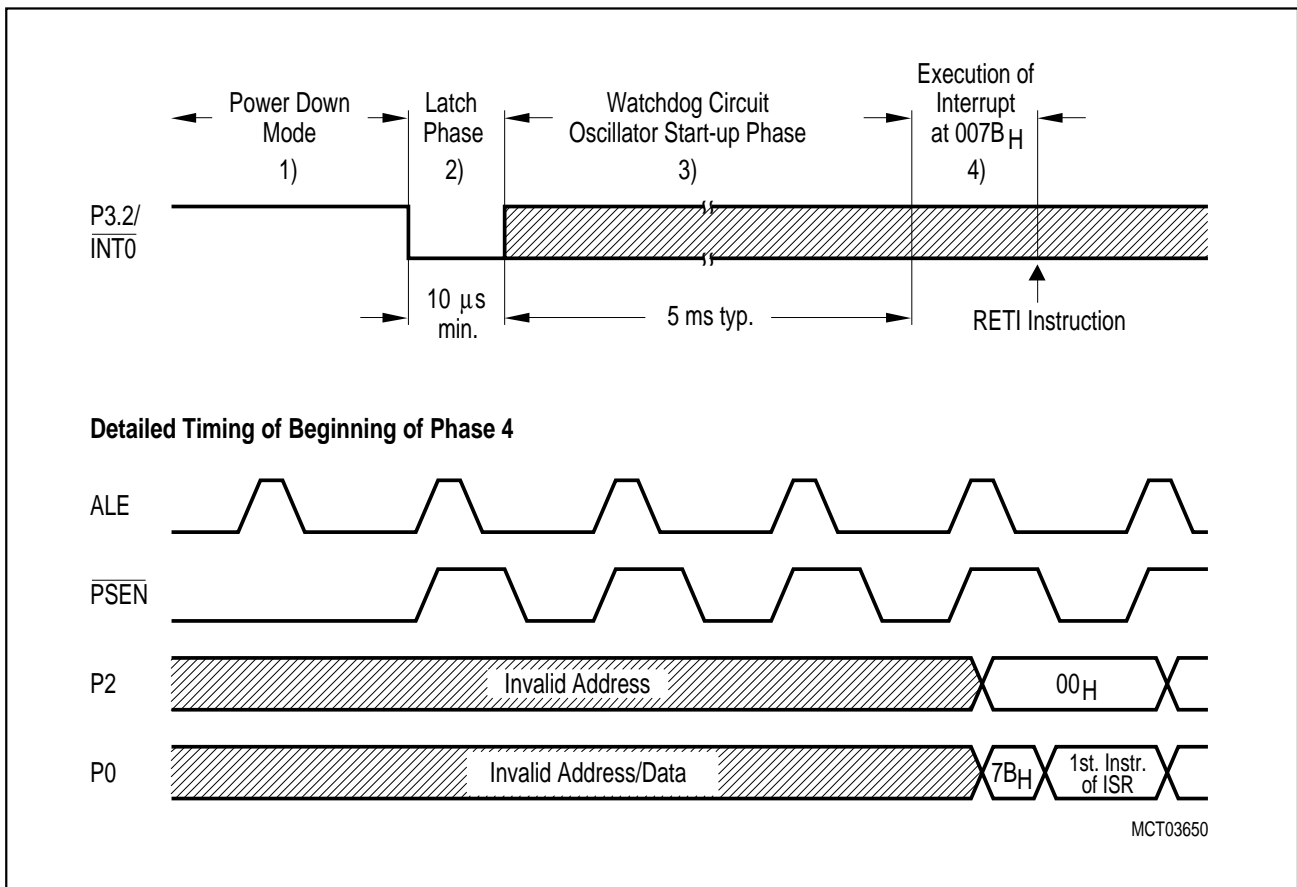 Power Down
Mode
1)
Latch
Phase
2)
Watchdog Circuit
Oscillator Start-up Phase
3)
Execution of
Interrupt
at 007BH
4)
P3.2/
INT0
10 μs
min.
5 ms typ.
RETI Instruction
Detailed Timing of Beginning of Phase 4
ALE
PSEN
P2
Invalid Address
00H
P0
Invalid Address/Data
7BH
1st. Instr.
of ISR
MCT03650